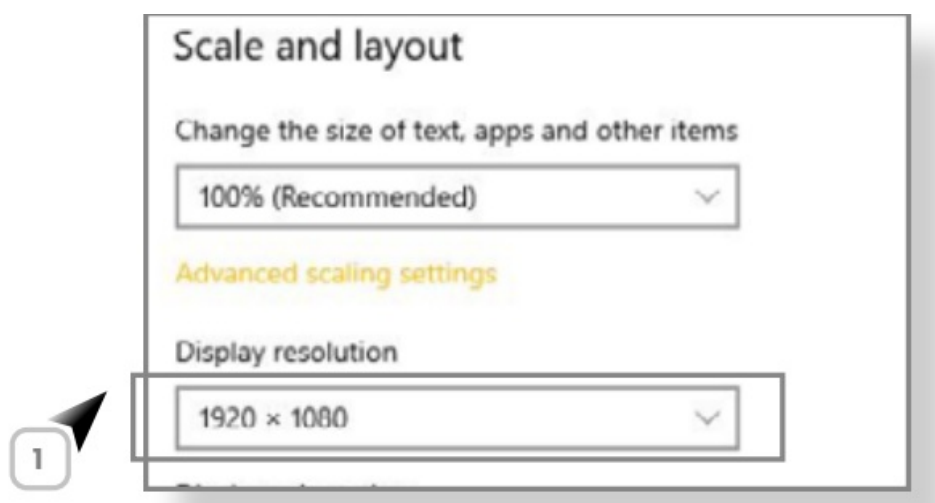 Scale and layout
Change the size of text, apps and other items
100% (Recommended)
Advanced scaling settings
Display resolution
1920 × 1080
1